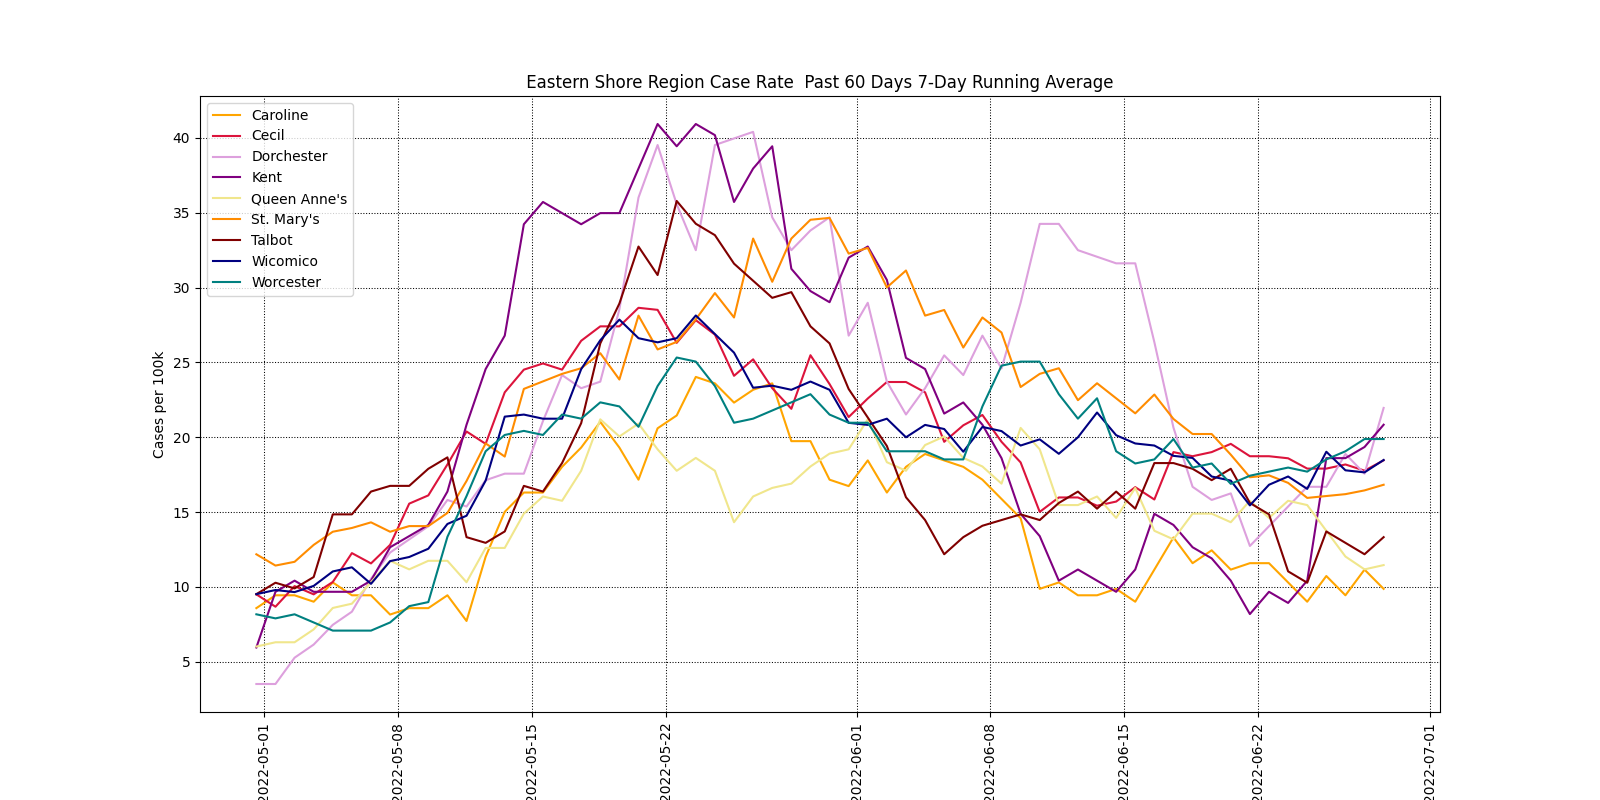 Eastern Shore Region Case Rate  Past 60 Days 7-Day Running Average
Caroline
Cecil
Dorchester
Kent
Queen Anne's
St. Mary's
Talbot
Wicomico
Worcester
Cases per 100k
40
35
30
25
20
15
10
5
2022-05-01
2022-05-08
2022-05-15
2022-05-22
2022-06-01
2022-06-08
2022-06-15
2022-06-22
2022-07-01